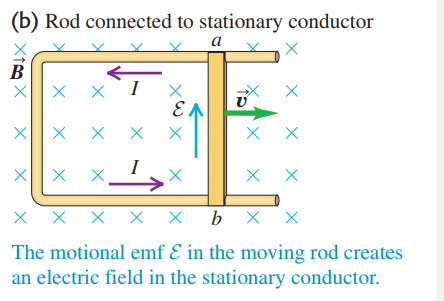 (b) Rod connected to stationary conductor
a
B⃗
I
ℰ
v⃗
I
b
The motional emf ℰ in the moving rod creates
an electric field in the stationary conductor.